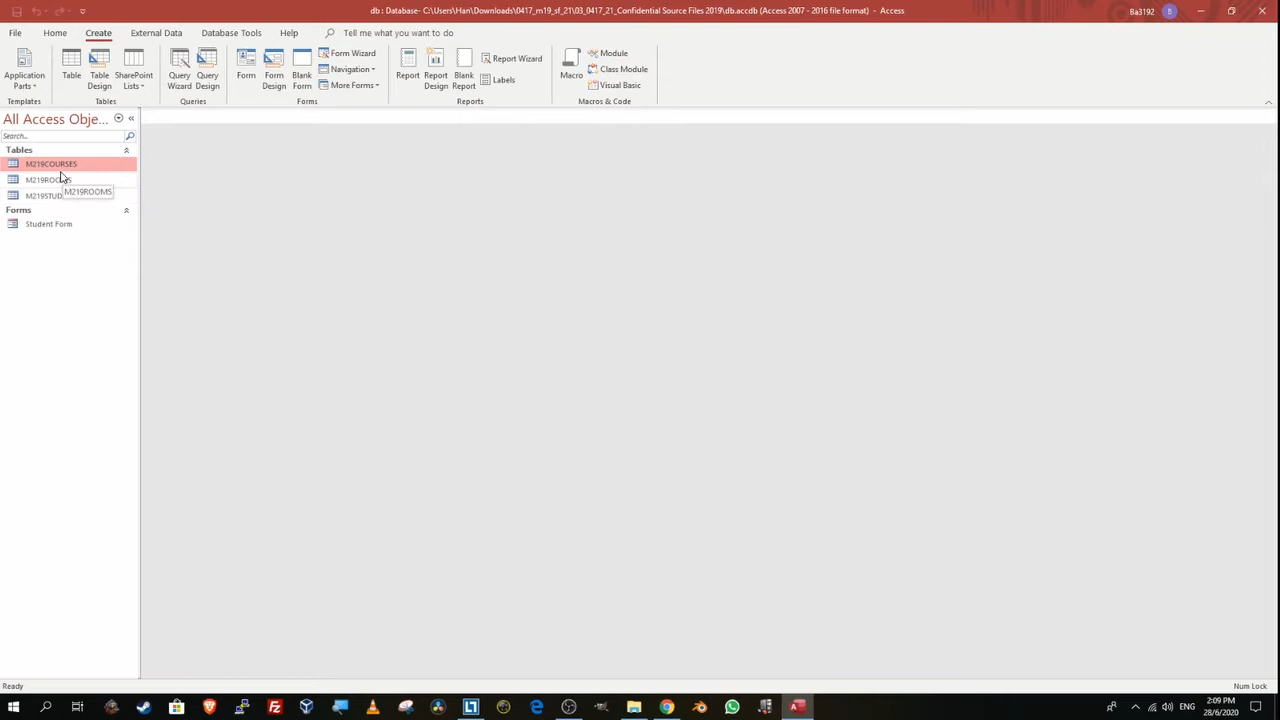 db : Database- C:\Users\Han\Downloads\0417_m19_sf_21\03_0417_21_Confidential Source Files 2019\db.accdb (Access 2007 - 2016 file format) - Access
Ba3192
B
File Home Create External Data Database Tools Help Tell me what you want to do
Application Parts
Table
Table Design
SharePoint Lists
Query Wizard
Query Design
Form
Form Design
Blank Form
Form Wizard
Navigation
More Forms
Report
Report Design
Blank Report
Report Wizard
Labels
Macro
Module
Class Module
Visual Basic
Templates Tables Queries Forms Reports Macros & Code
All Access Obje...
Search...
Tables
M219COURSES
M219ROOMS
M219ROOMS
M219STUD
Forms
Student Form
Ready
Num Lock
ENG
2:09 PM
28/6/2020